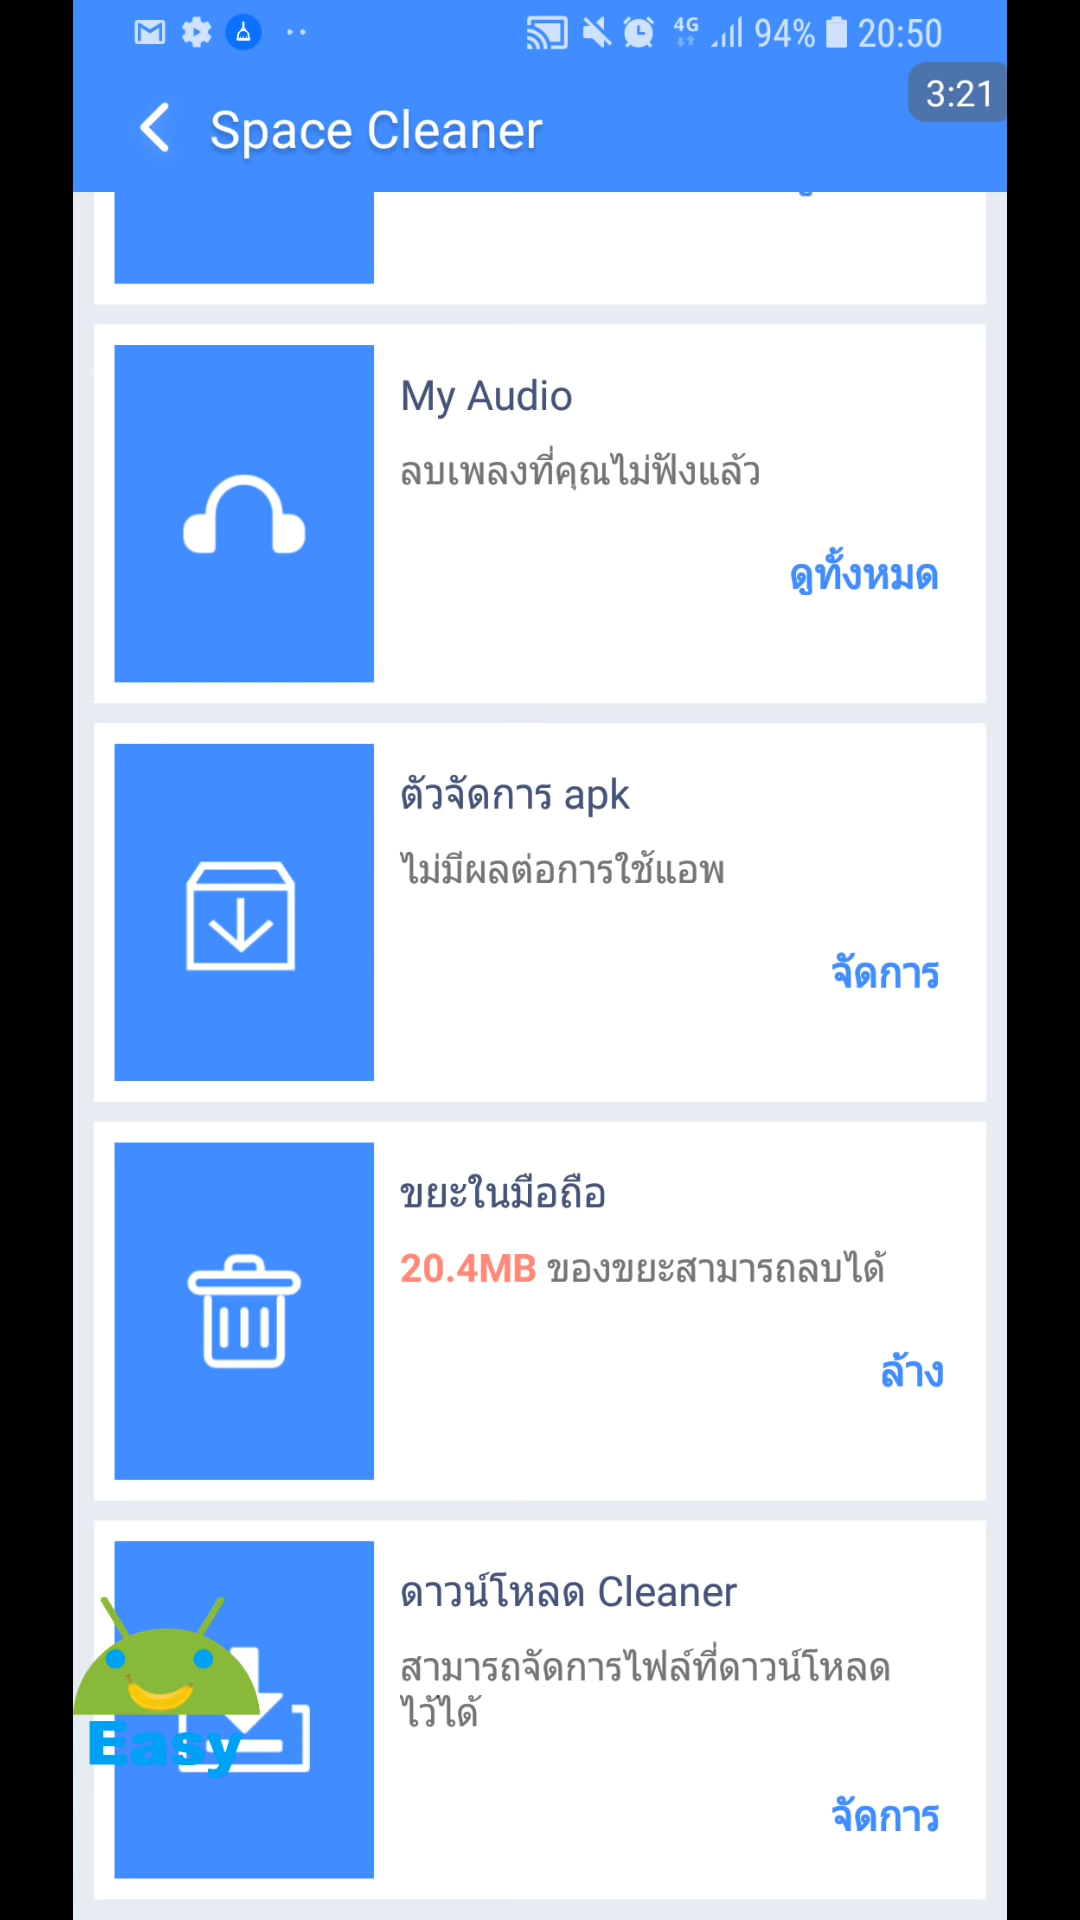 4G 94% 20:50
3:21
Space Cleaner
My Audio
ลบเพลงที่คุณไม่ฟังแล้ว
ดูทั้งหมด
ตัวจัดการ apk
ไม่มีผลต่อการใช้แอพ
จัดการ
ขยะในมือถือ
20.4MB ของขยะสามารถลบได้
ล้าง
ดาวน์โหลด Cleaner
สามารถจัดการไฟล์ที่ดาวน์โหลด
ไว้ได้
Easy
จัดการ